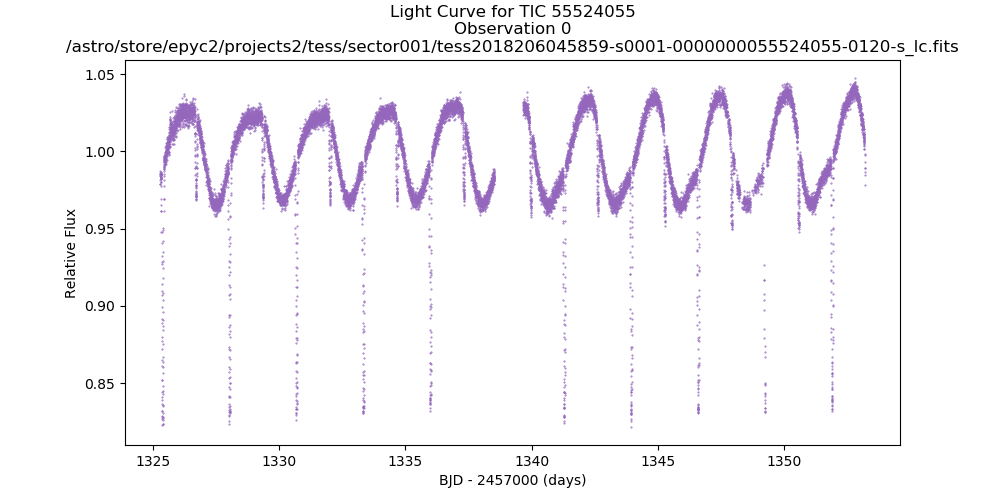 Light Curve for TIC 55524055
Observation 0
/astro/store/epyc2/projects2/tess/sector001/tess2018206045859-s0001-0000000055524055-0120-s_lc.fits
1.05
1.00
0.95
0.90
0.85
Relative Flux
1325
1330
1335
1340
1345
1350
BJD - 2457000 (days)